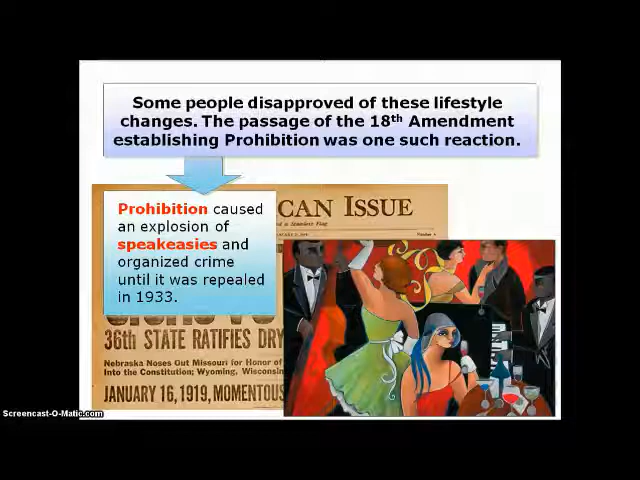 Some people disapproved of these lifestyle
changes. The passage of the 18th Amendment
establishing Prohibition was one such reaction.
Prohibition caused
an explosion of
speakeasies and
organized crime
until it was repealed
in 1933.
CAN ISSUE
36th STATE RATIFIES DRY
Nebraska Noses Out Missouri for Honor of
Into the Constitution; Wyoming, Wisconsin
JANUARY 16, 1919, MOMENTOUS
Screencast-O-Matic.com